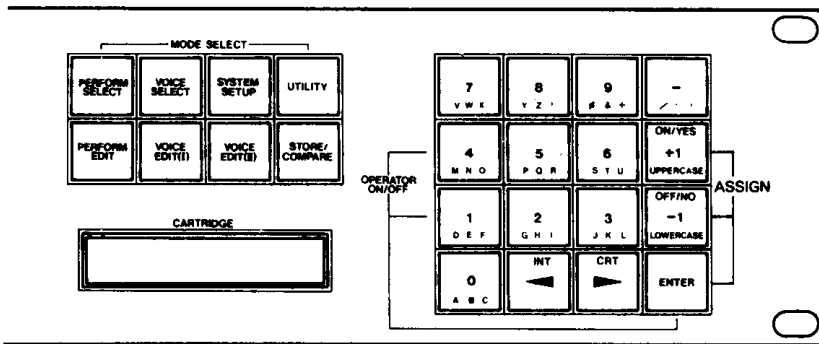 MODE SELECT
PERFORM SELECT
VOICE SELECT
SYSTEM SETUP
UTILITY
PERFORM EDIT
VOICE EDIT(I)
VOICE EDIT(II)
STORE/ COMPARE
CARTRIDGE
OPERATOR ON/OFF
7
8
9
–
V W X
Y Z
& +
ON/YES
4
5
6
+1
M N O
P Q R
S T U
UPPERCASE
ASSIGN
OFF/NO
1
2
3
–1
D E F
G H I
J K L
LOWERCASE
INT
CRT
0
ENTER
A B C